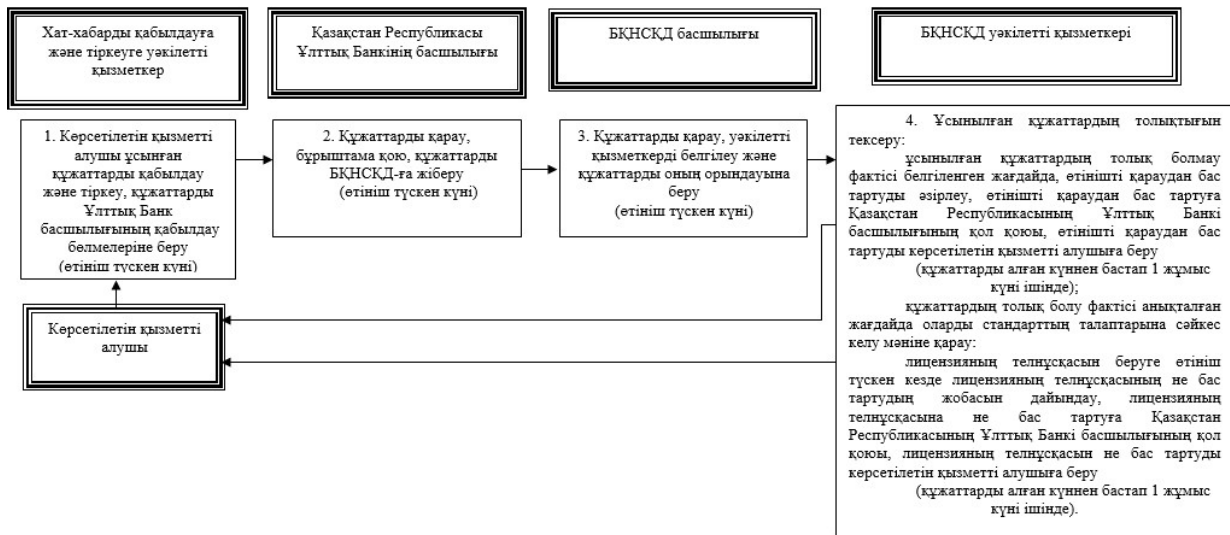 Хат-хабарды қабылдауға
және тіркеуге уәкілетті
қызметкер
Қазақстан Республикасы
Ұлттық Банкінің басшылығы
БҚНСҚД басшылығы
БҚНСҚД уәкілетті қызметкері
1. Көрсетілетін қызметті
алушы ұсынған
құжаттарды қабылдау
және тіркеу, құжаттарды
Ұлттық Банк
басшылығының қабылдау
бөлмелеріне беру
(өтініш түскен күні)
2. Құжаттарды қарау,
бұрыштама қою, құжаттарды
БҚНСҚД-ға жіберу
(өтініш түскен күні)
3. Құжаттарды қарау, уәкілетті
қызметкерді белгілеу және
құжаттарды оның орындауына
беру
(өтініш түскен күні)
4. Ұсынылған құжаттардың толықтығын
тексеру:
ұсынылған құжаттардың толық болмау
фактісі белгіленген жағдайда, өтінішті қараудан бас
тартуды әзірлеу, өтінішті қараудан бас тартуға
Қазақстан Республикасының Ұлттық Банкі
басшылығының қол қоюы, өтінішті қараудан бас
тартуды көрсетілетін қызметті алушыға беру
(құжаттарды алған күннен бастап 1 жұмыс
күні ішінде);
құжаттардың толық болу фактісі анықталған
жағдайда оларды стандарттың талаптарына сәйкес
келу мәніне қарау:
лицензияның телнұсқасын беруге өтініш
түскен кезде лицензияның телнұсқасының не бас
тартудың жобасын дайындау, лицензияның
телнұсқасына не бас тартуға Қазақстан
Республикасының Ұлттық Банкі басшылығының қол
қоюы, лицензияның телнұсқасын не бас тартуды
көрсетілетін қызметті алушыға беру
(құжаттарды алған күннен бастап 1 жұмыс
күні ішінде).
Көрсетілетін қызметті
алушы